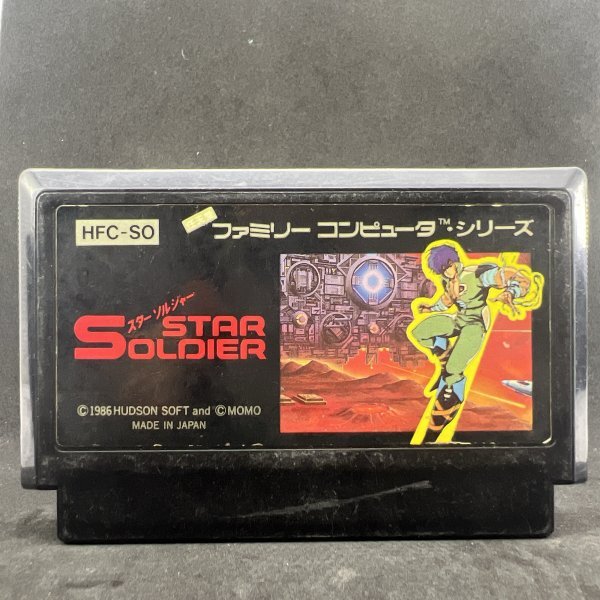 HFC-SO
ファミリー コンピュータ™・シリーズ
スター ソルジャー
STAR
SOLDIER
©1986 HUDSON SOFT and ©MOMO
MADE IN JAPAN